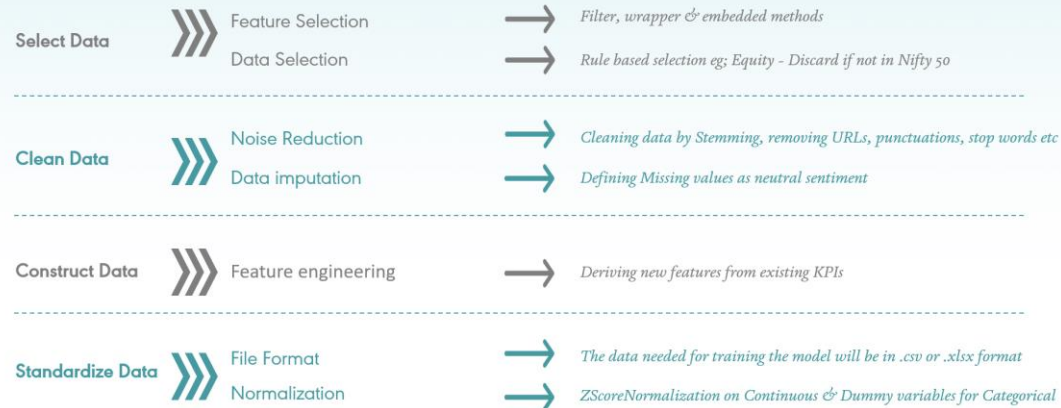 Select Data
Feature Selection
Filter, wrapper & embedded methods
Data Selection
Rule based selection eg; Equity - Discard if not in Nifty 50
Clean Data
Noise Reduction
Cleaning data by Stemming, removing URLs, punctuations, stop words etc
Data imputation
Defining Missing values as neutral sentiment
Construct Data
Feature engineering
Deriving new features from existing KPIs
Standardize Data
File Format
The data needed for training the model will be in .csv or .xlsx format
Normalization
ZScoreNormalization on Continuous & Dummy variables for Categorical